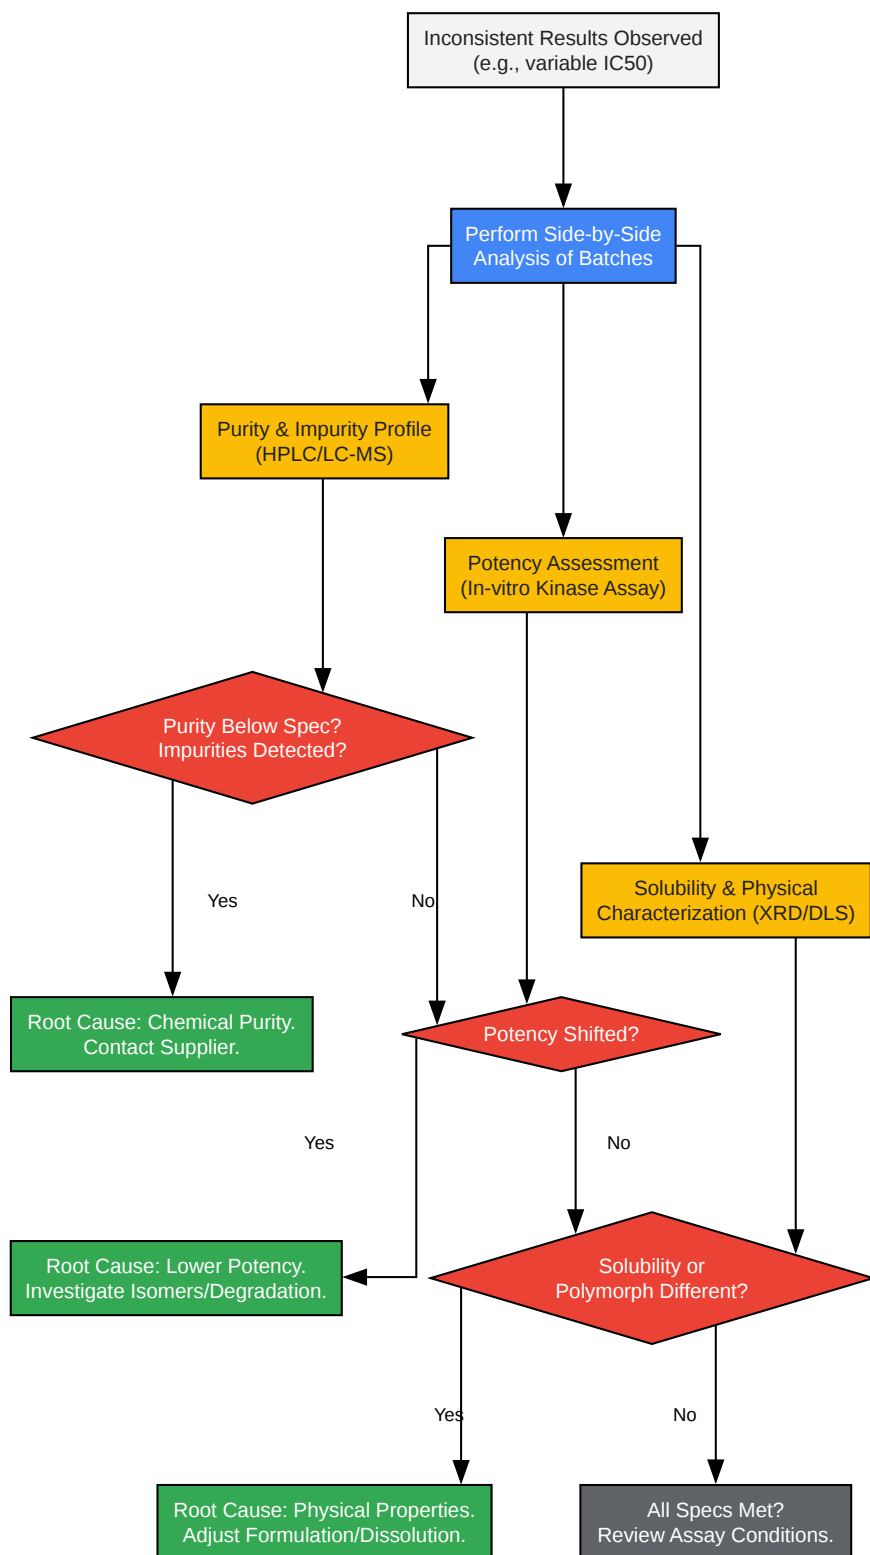 Inconsistent Results Observed
(e.g., variable IC50)
Perform Side-by-Side
Analysis of Batches
Purity & Impurity Profile
(HPLC/LC-MS)
Potency Assessment
(In-vitro Kinase Assay)
Purity Below Spec?
Impurities Detected?
Solubility & Physical
Characterization (XRD/DLS)
Yes
No
Root Cause: Chemical Purity.
Contact Supplier.
Potency Shifted?
Yes
No
Root Cause: Lower Potency.
Investigate Isomers/Degradation.
Solubility or
Polymorph Different?
Yes
No
Root Cause: Physical Properties.
Adjust Formulation/Dissolution.
All Specs Met?
Review Assay Conditions.